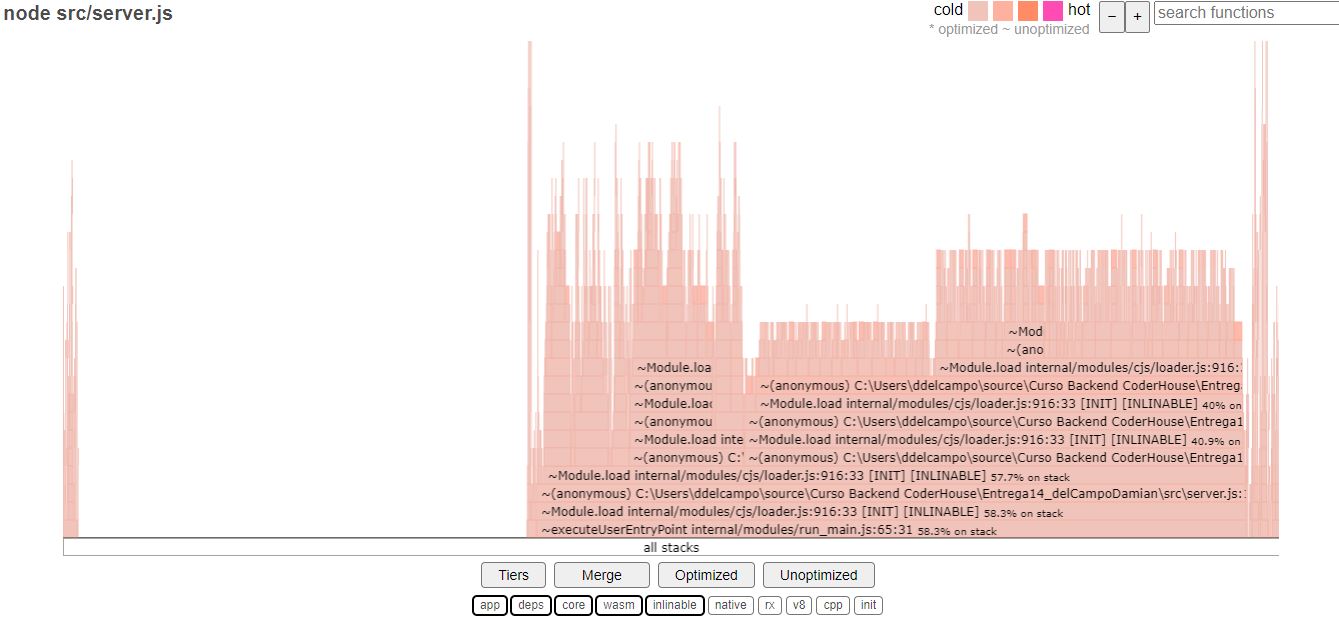 node src/server.js
cold hot − + search functions
* optimized ~ unoptimized
~Mod
~(ano
~Module.loa ~Module.load internal/modules/cjs/loader.js:916:
~(anonymou ~(anonymous) C:\Users\ddelcampo\source\Curso Backend CoderHouse\Entreg
~Module.load ~Module.load internal/modules/cjs/loader.js:916:33 [INIT] [INLINABLE] 40% on
~(anonymou ~(anonymous) C:\Users\ddelcampo\source\Curso Backend CoderHouse\Entrega1
~Module.load inte ~Module.load internal/modules/cjs/loader.js:916:33 [INIT] [INLINABLE] 40.9% on
~(anonymous) C:\ ~(anonymous) C:\Users\ddelcampo\source\Curso Backend CoderHouse\Entrega1
~Module.load internal/modules/cjs/loader.js:916:33 [INIT] [INLINABLE] 57.7% on stack
~(anonymous) C:\Users\ddelcampo\source\Curso Backend CoderHouse\Entrega14_delCampoDamian\src\server.js:
~Module.load internal/modules/cjs/loader.js:916:33 [INIT] [INLINABLE] 58.3% on stack
~executeUserEntryPoint internal/modules/run_main.js:65:31 58.3% on stack
all stacks
Tiers Merge Optimized Unoptimized
app deps core wasm inlinable native rx v8 cpp init